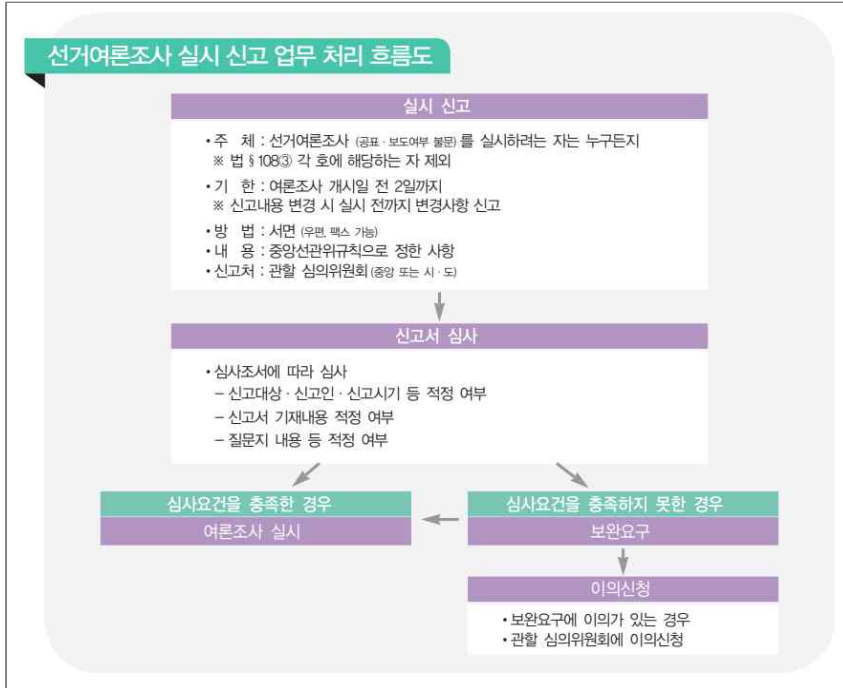 선거여론조사 실시 신고 업무 처리 흐름도
실시 신고
• 주 체 : 선거여론조사 (공표 · 보도여부 불문) 를 실시하려는 자는 누구든지
※ 법 § 108③ 각 호에 해당하는 자 제외
• 기 한 : 여론조사 개시일 전 2일까지
※ 신고내용 변경 시 실시 전까지 변경사항 신고
• 방 법 : 서면 (우편, 팩스 가능)
• 내 용 : 중앙선관위규칙으로 정한 사항
• 신고처 : 관할 심의위원회 (중앙 또는 시 · 도)
신고서 심사
• 심사조서에 따라 심사
– 신고대상 · 신고인 · 신고시기 등 적정 여부
– 신고서 기재내용 적정 여부
– 질문지 내용 등 적정 여부
심사요건을 충족한 경우
여론조사 실시
심사요건을 충족하지 못한 경우
보완요구
이의신청
• 보완요구에 이의가 있는 경우
• 관할 심의위원회에 이의신청